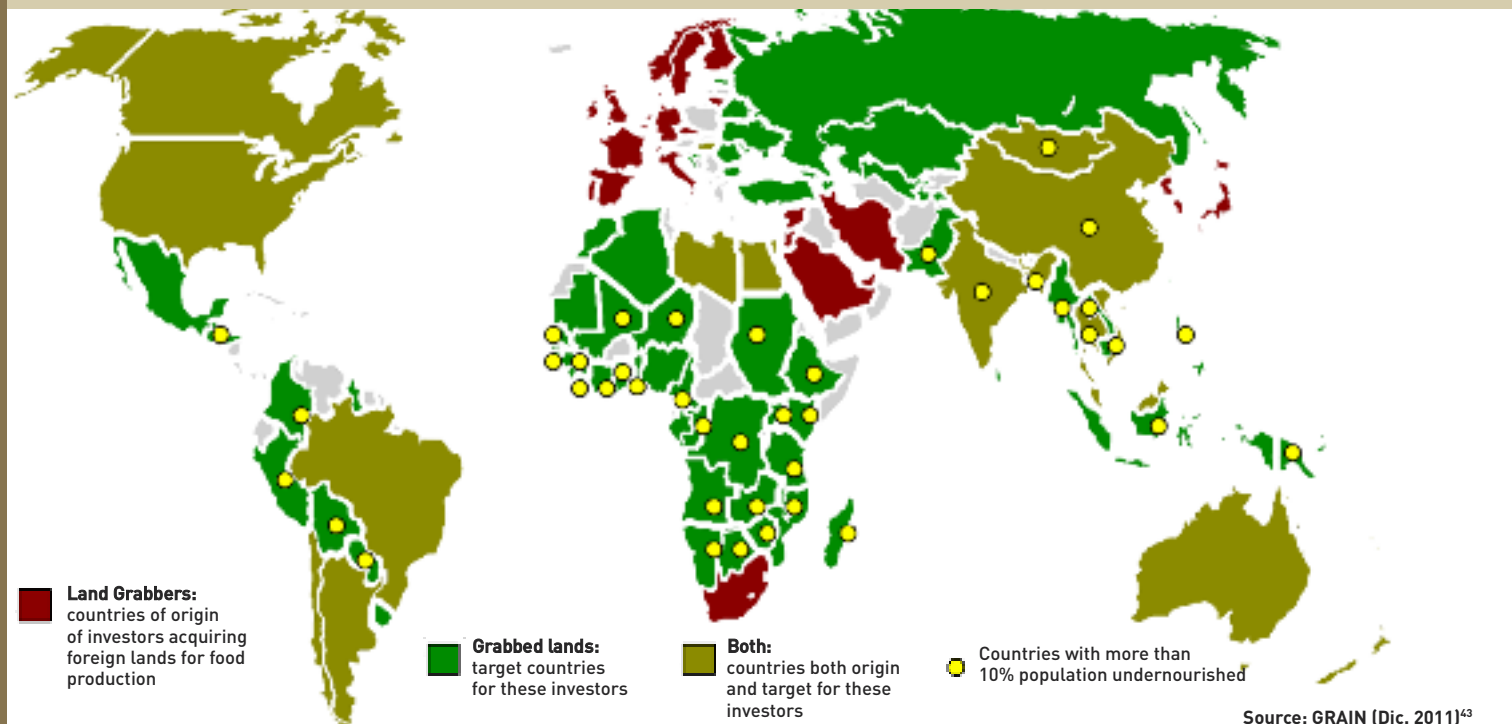 Land Grabbers:
countries of origin
of investors acquiring
foreign lands for food
production
Grabbed lands:
target countries
for these investors
Both:
countries both origin
and target for these
investors
Countries with more than
10% population undernourished
Source: GRAIN (Dic. 2011)43